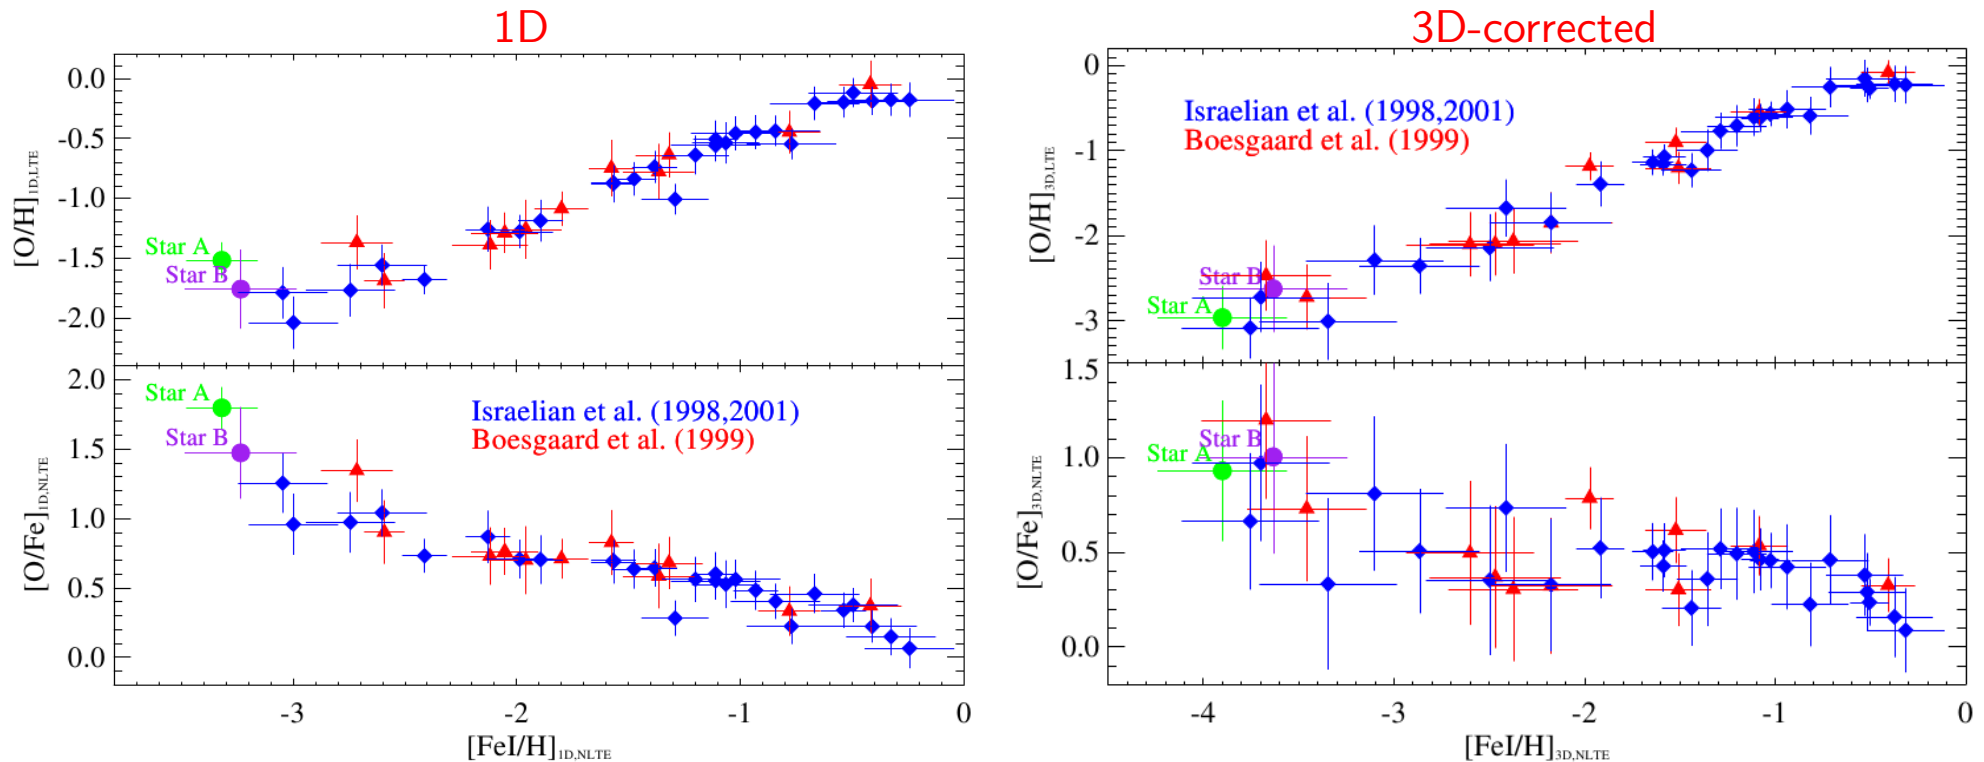 1D
3D-corrected
0.0
-0.5
-1.0
-1.5
-2.0
[O/H]1D,LTE
Star A
Star B
2.0
1.5
1.0
0.5
0.0
[O/Fe]1D,NLTE
Star A
Star B
Israelian et al. (1998,2001)
Boesgaard et al. (1999)
-3
-2
-1
0
[FeI/H]1D,NLTE
0
-1
-2
-3
[O/H]3D,LTE
Israelian et al. (1998,2001)
Boesgaard et al. (1999)
Star B
Star A
1.5
1.0
0.5
0.0
[O/Fe]3D,NLTE
Star B
Star A
-4
-3
-2
-1
0
[FeI/H]3D,NLTE